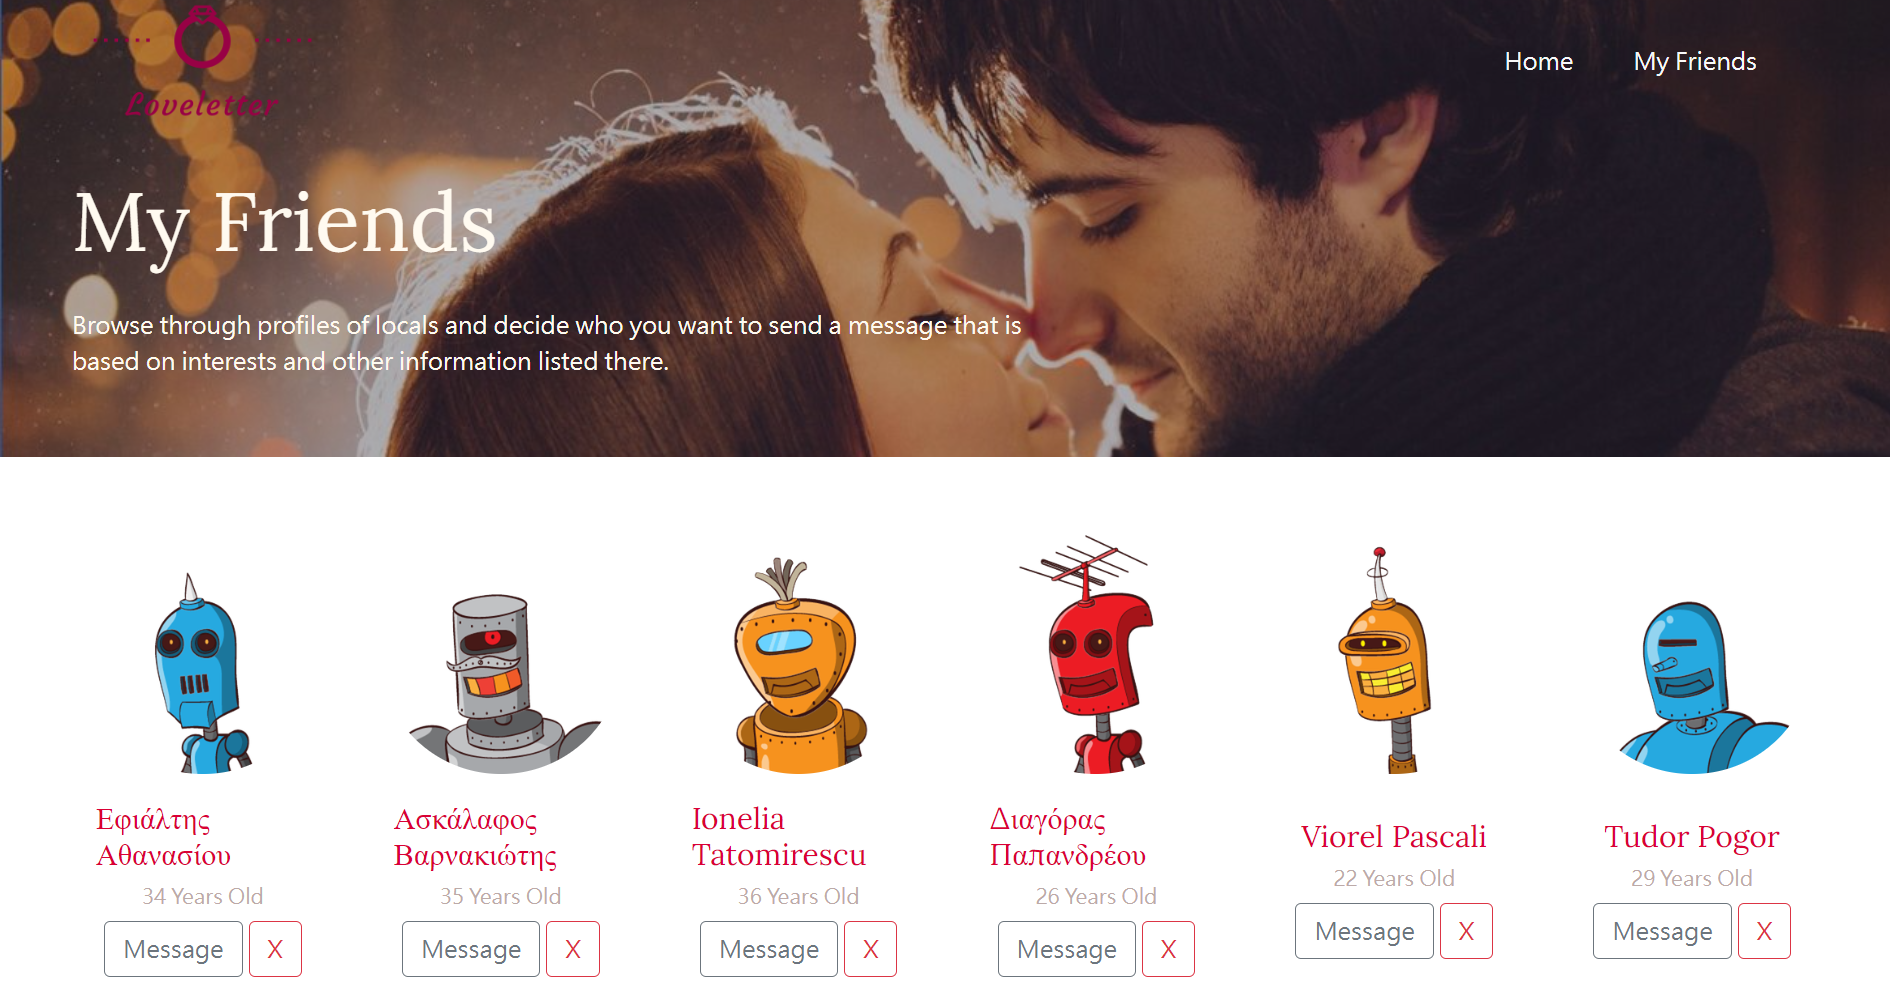 Loveletter
Home
My Friends
My Friends
Browse through profiles of locals and decide who you want to send a message that is
based on interests and other information listed there.
Εφιάλτης
Αθανασίου
34 Years Old
Message
X
Ασκάλαφος
Βαρνακιώτης
35 Years Old
Message
X
Ionelia
Tatomirescu
36 Years Old
Message
X
Διαγόρας
Παπανδρέου
26 Years Old
Message
X
Viorel Pascali
22 Years Old
Message
X
Tudor Pogor
29 Years Old
Message
X